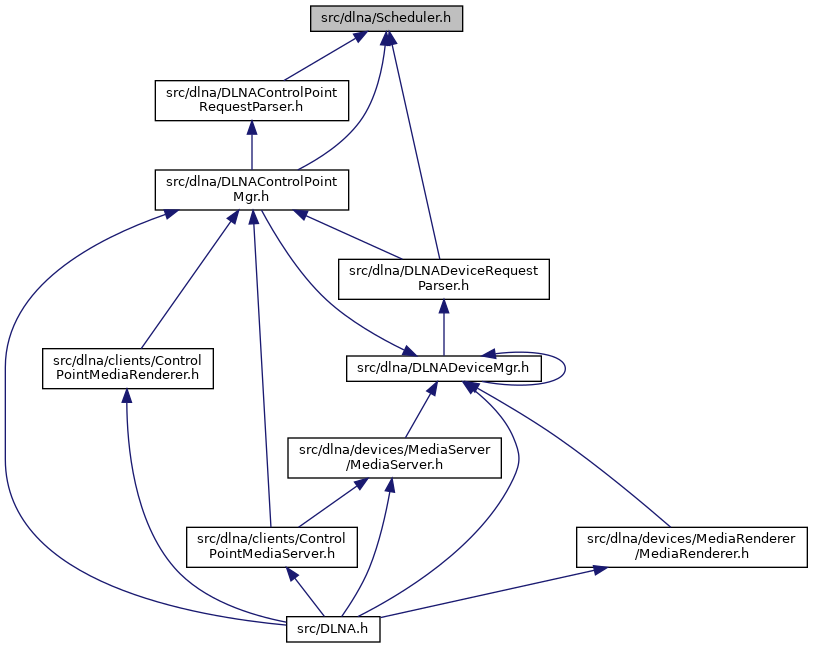 src/dlna/Scheduler.h
src/dlna/DLNAControlPoint
RequestParser.h
src/dlna/DLNAControlPoint
Mgr.h
src/dlna/DLNADeviceRequest
Parser.h
src/dlna/clients/Control
PointMediaRenderer.h
src/dlna/DLNADeviceMgr.h
src/dlna/devices/MediaServer
/MediaServer.h
src/dlna/clients/Control
PointMediaServer.h
src/dlna/devices/MediaRenderer
/MediaRenderer.h
src/DLNA.h